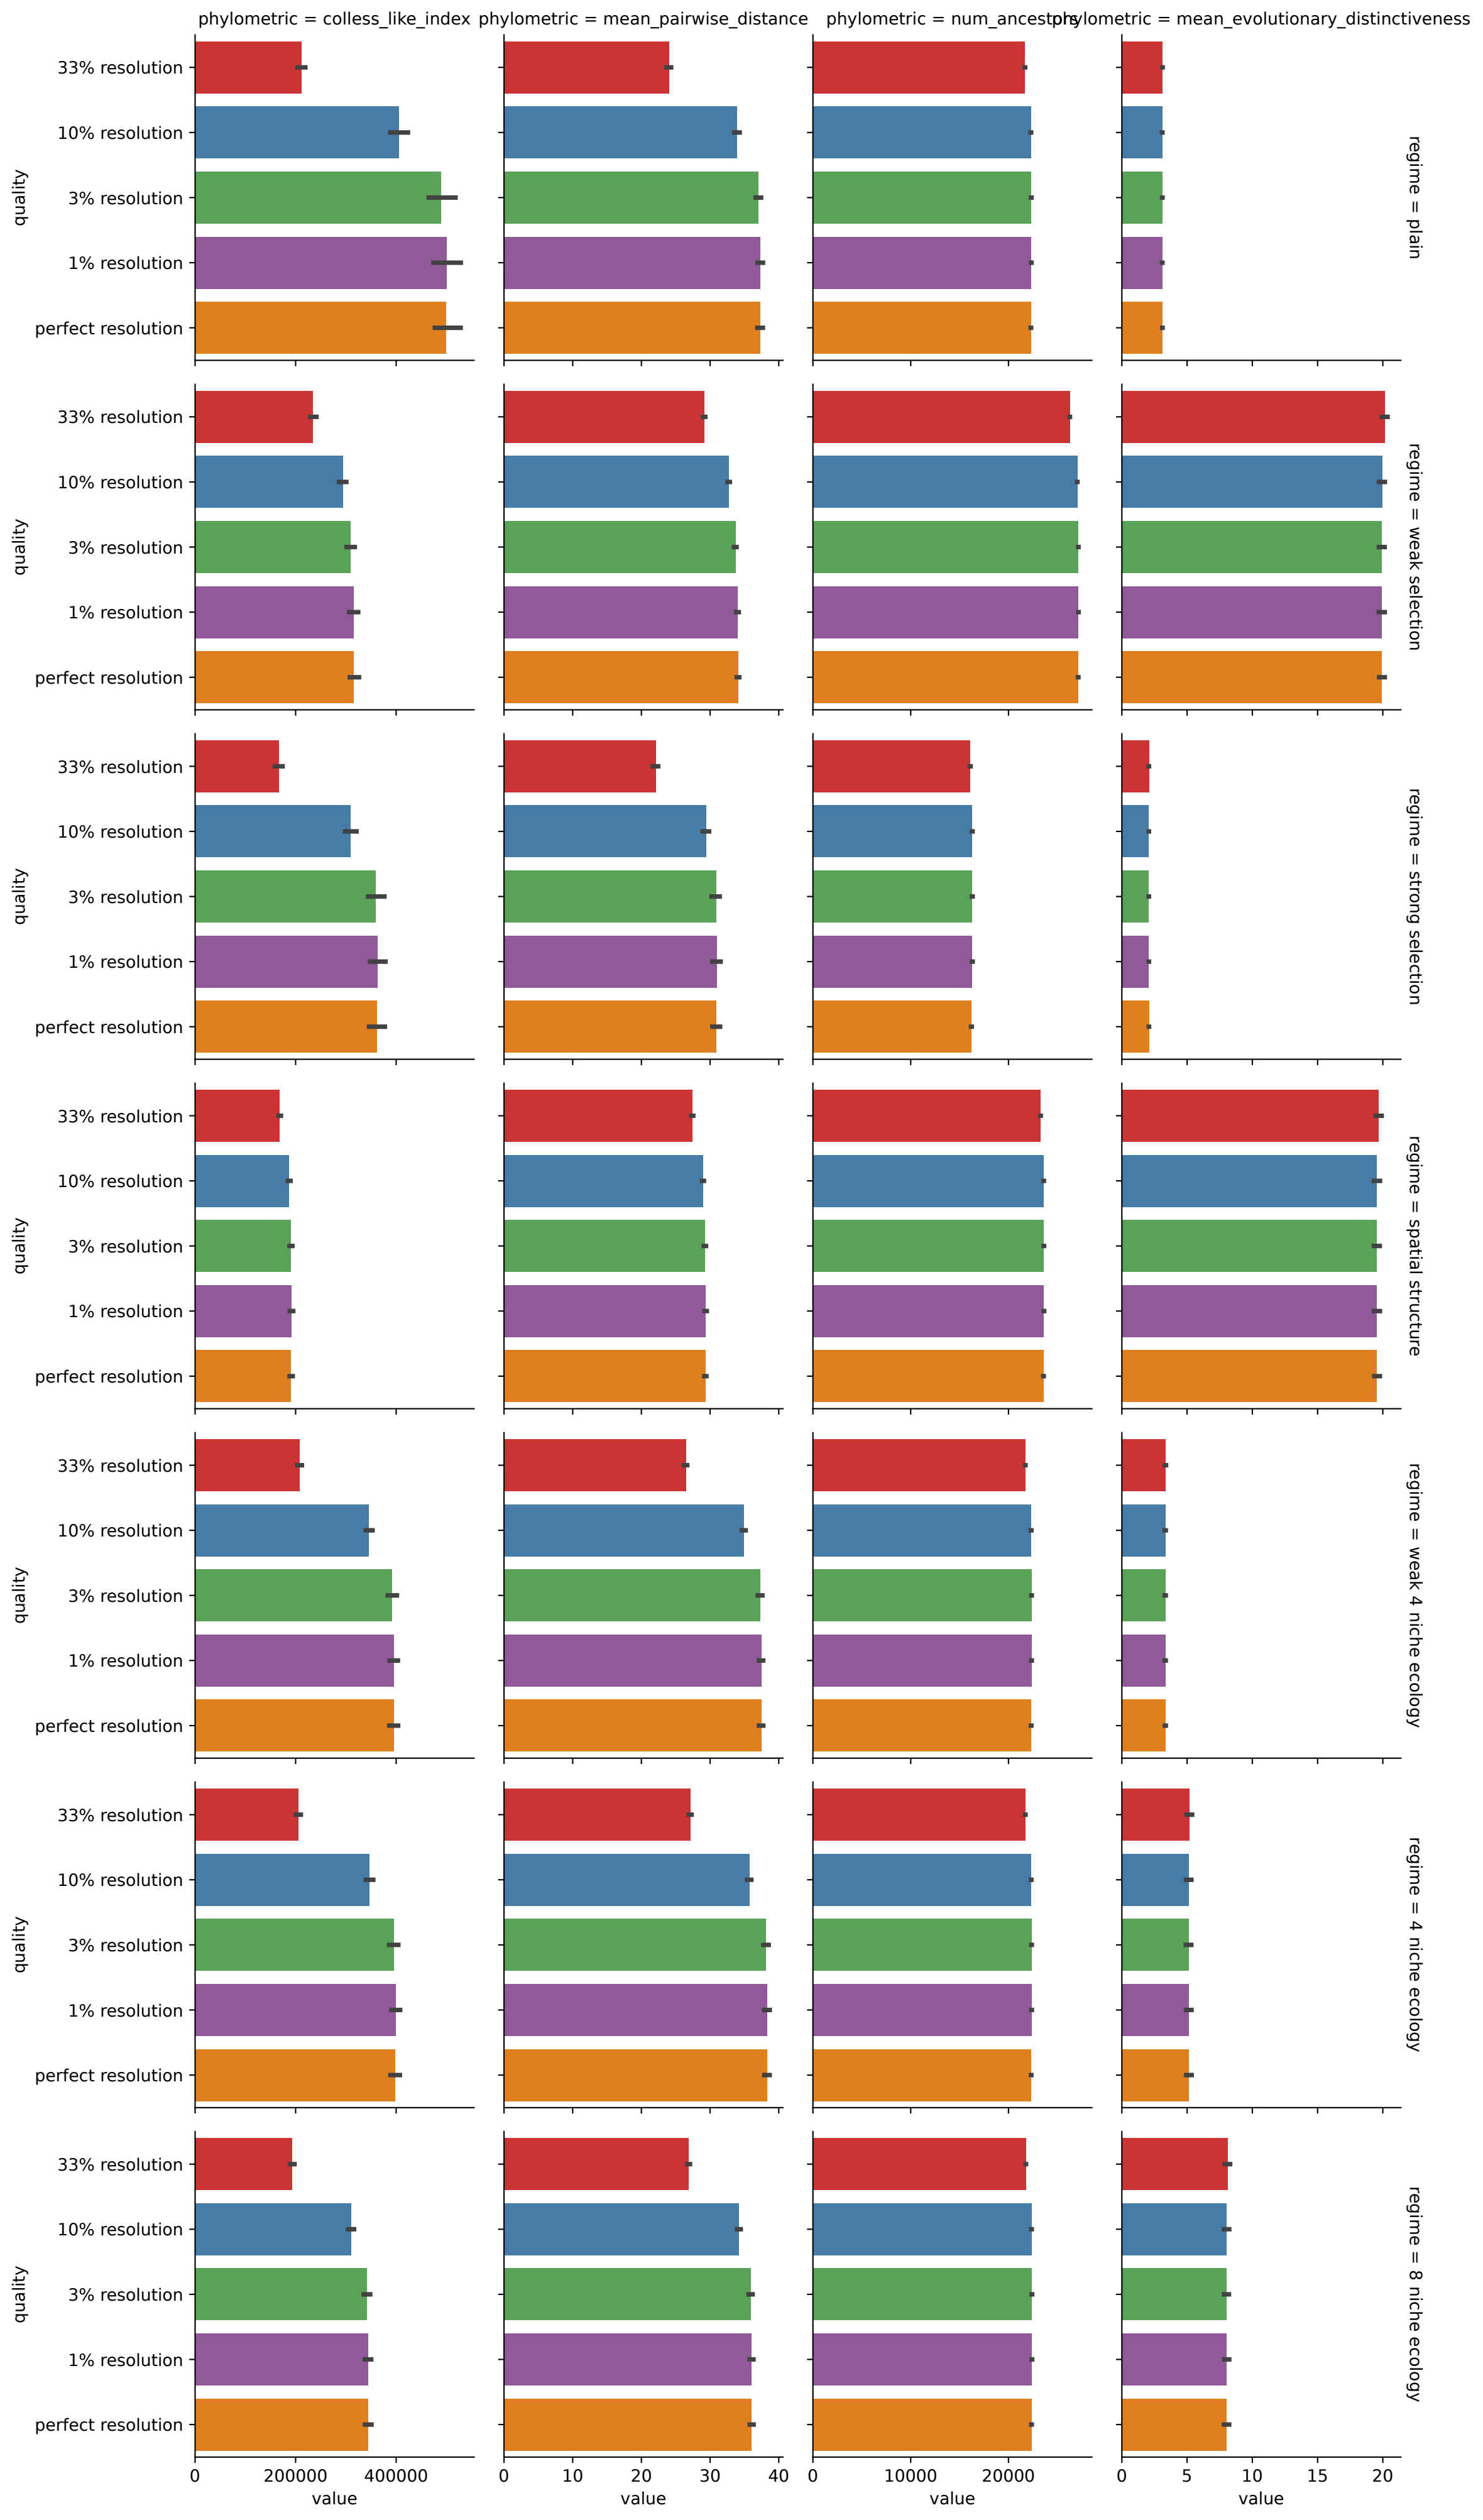 phylometric = colless_like_index
phylometric = mean_pairwise_distance
phylometric = num_ancestors
phylometric = mean_evolutionary_distinctiveness
quality
33% resolution
10% resolution
3% resolution
1% resolution
perfect resolution
regime = plain
quality
33% resolution
10% resolution
3% resolution
1% resolution
perfect resolution
regime = weak selection
quality
33% resolution
10% resolution
3% resolution
1% resolution
perfect resolution
regime = strong selection
quality
33% resolution
10% resolution
3% resolution
1% resolution
perfect resolution
regime = spatial structure
quality
33% resolution
10% resolution
3% resolution
1% resolution
perfect resolution
regime = weak 4 niche ecology
quality
33% resolution
10% resolution
3% resolution
1% resolution
perfect resolution
regime = 4 niche ecology
quality
33% resolution
10% resolution
3% resolution
1% resolution
perfect resolution
regime = 8 niche ecology
0 200000 400000
0 10 20 30 40
0 10000 20000
0 5 10 15 20
value
value
value
value